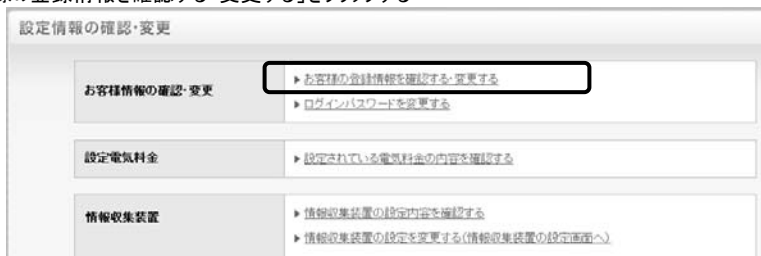 の登録情報を確認する・変更する」をクリックする
設定情報の確認・変更
お客様情報の確認・変更
▶お客様の登録情報を確認する・変更する
▶ログインパスワードを変更する
設定電気料金
▶設定されている電気料金の内容を確認する
情報収集装置
▶情報収集装置の設定内容を確認する
▶情報収集装置の設定を変更する(情報収集装置の設定画面へ)